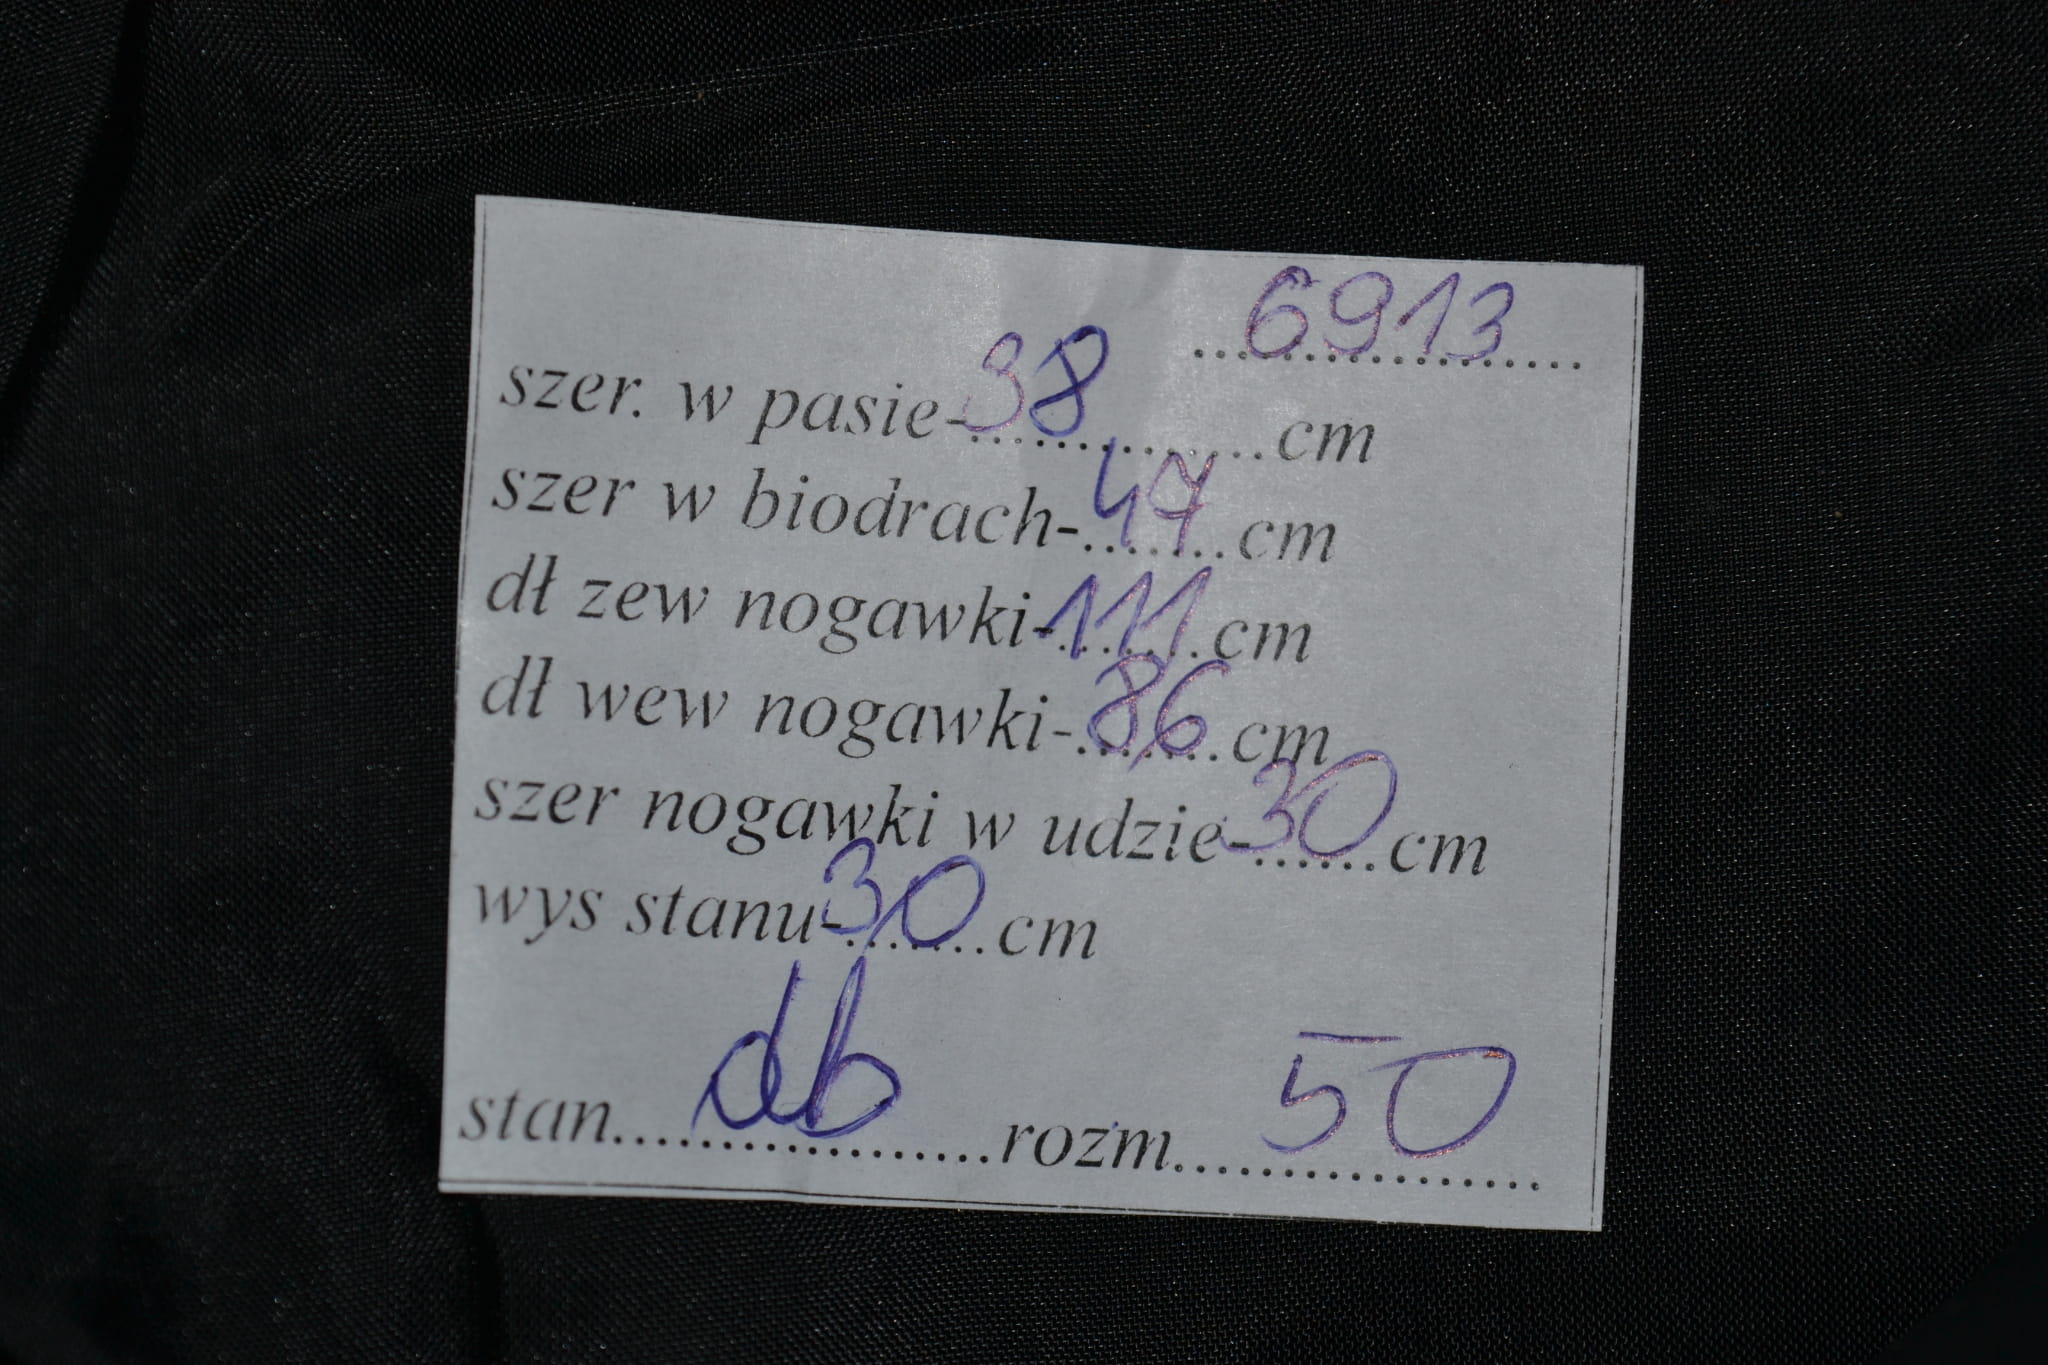 6913
szer. w pasie-38 cm
szer w biodrach-47 cm
dł zew nogawki-111 cm
dł wew nogawki-86 cm
szer nogawki w udzie-30 cm
wys stanu-30 cm
stan db rozm 50